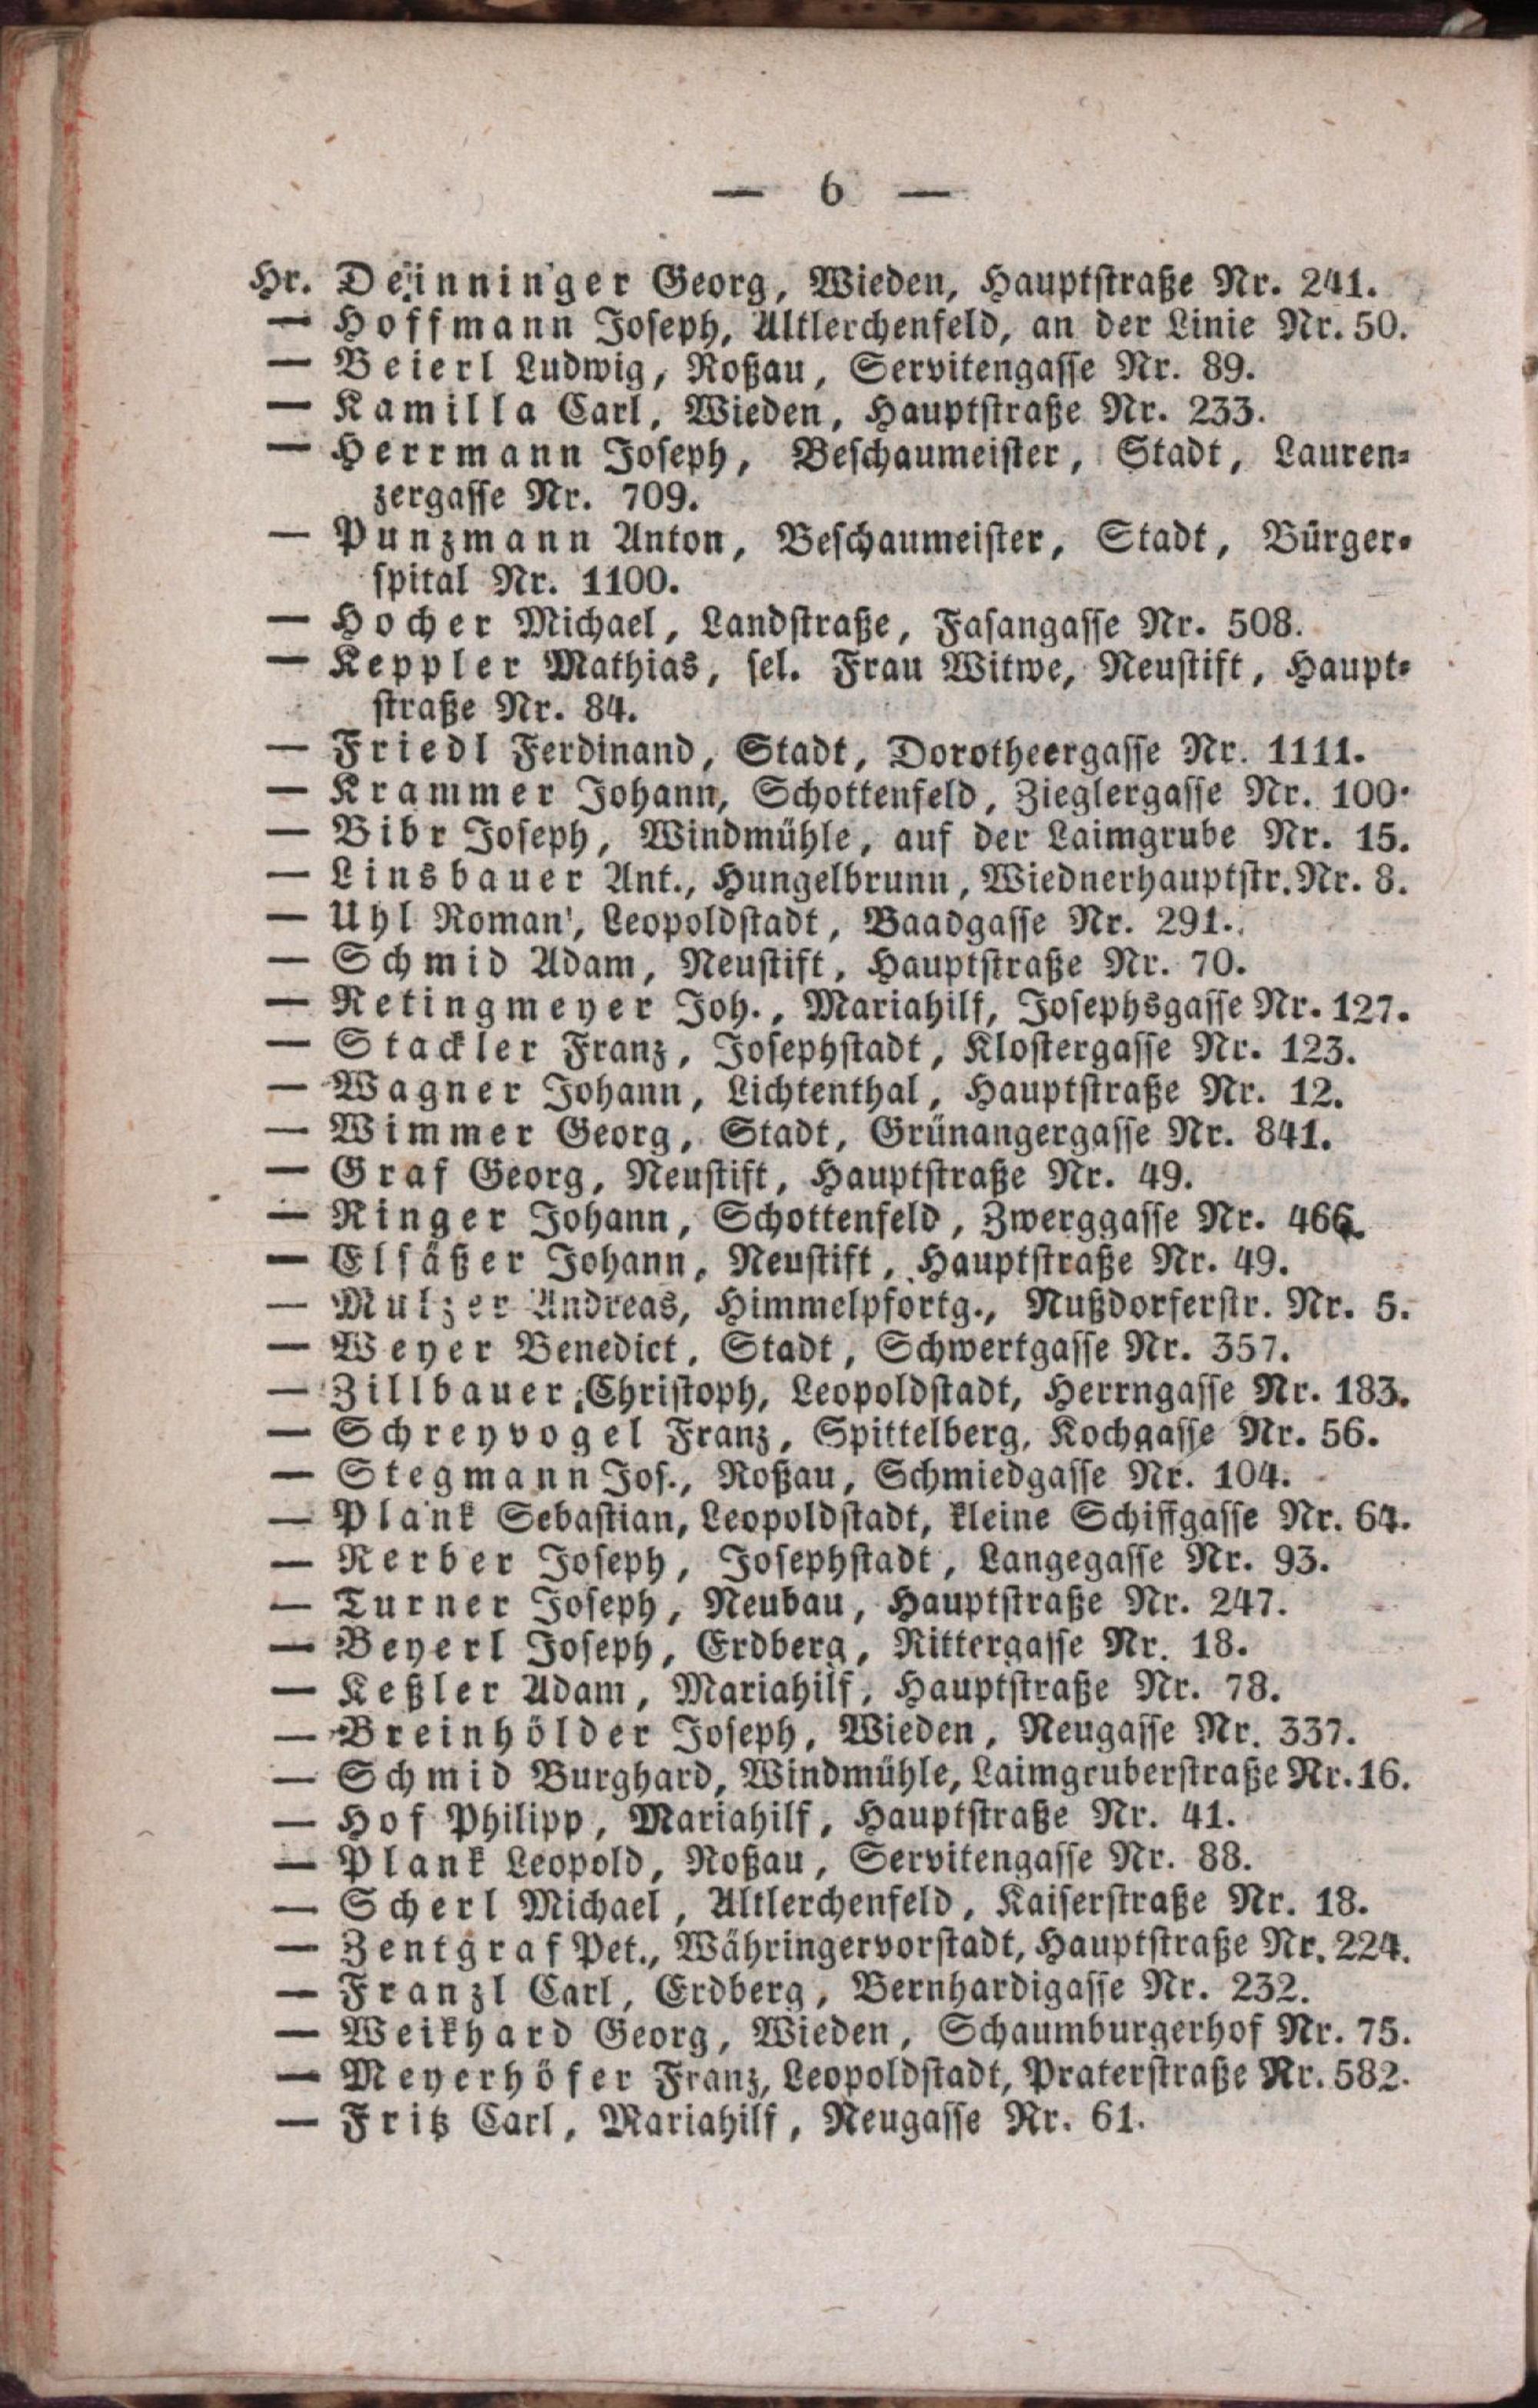 — 6 —
Hr. Deininninger Georg, Wieden, Hauptstraße Nr. 241.
— Hoffmann Joseph, Altlerchenfeld, an der Linie Nr. 50.
— Beierl Ludwig, Roßau, Servitengasse Nr. 89.
— Kamilla Carl, Wieden, Hauptstraße Nr. 233.
— Herrmann Joseph, Beschaumeister, Stadt, Lauren-
zergasse Nr. 709.
— Punzmann Anton, Beschaumeister, Stadt, Bürger-
spital Nr. 1100.
— Hocher Michael, Landstraße, Fasangasse Nr. 508.
— Keppler Mathias, sel. Frau Witwe, Neustift, Haupt-
straße Nr. 84.
— Friedl Ferdinand, Stadt, Dorotheergasse Nr. 1111.
— Krammer Johann, Schottenfeld, Zieglergasse Nr. 100.
— Bibr Joseph, Windmühle, auf der Laimgrube Nr. 15.
— Linsbauer Ant., Hungelbrunn, Wiednerhauptstr. Nr. 8.
— Uhl Roman, Leopoldstadt, Baadgasse Nr. 291.
— Schmid Adam, Neustift, Hauptstraße Nr. 70.
— Retingmeyer Joh., Mariahilf, Josephsgasse Nr. 127.
— Stackler Franz, Josephstadt, Klostergasse Nr. 123.
— Wagner Johann, Lichtenthal, Hauptstraße Nr. 12.
— Wimmer Georg, Stadt, Grünangergasse Nr. 841.
— Graf Georg, Neustift, Hauptstraße Nr. 49.
— Ringer Johann, Schottenfeld, Zwerggasse Nr. 466.
— Elsäßer Johann, Neustift, Hauptstraße Nr. 49.
— Mulzer Andreas, Himmelpfortg., Nußdorferstr. Nr. 5.
— Weyer Benedict, Stadt, Schwertgasse Nr. 357.
— Zillbauer Christoph, Leopoldstadt, Herrngasse Nr. 183.
— Schreyvogel Franz, Spittelberg, Kochgasse Nr. 56.
— Stegmann Jos., Roßau, Schmiedgasse Nr. 104.
— Plank Sebastian, Leopoldstadt, kleine Schiffgasse Nr. 64.
— Rerber Joseph, Josephstadt, Langegasse Nr. 93.
— Turner Joseph, Neubau, Hauptstraße Nr. 247.
— Beyerl Joseph, Erdberg, Rittergasse Nr. 18.
— Keßler Adam, Mariahilf, Hauptstraße Nr. 78.
— Breinhölder Joseph, Wieden, Neugasse Nr. 337.
— Schmid Burghard, Windmühle, Laimgruberstraße Nr. 16.
— Hof Philipp, Mariahilf, Hauptstraße Nr. 41.
— Plank Leopold, Roßau, Servitengasse Nr. 88.
— Scherl Michael, Altlerchenfeld, Kaiserstraße Nr. 18.
— Zentgraf Pet., Währingervorstadt, Hauptstraße Nr. 224.
— Franzl Carl, Erdberg, Bernhardigasse Nr. 232.
— Weikhard Georg, Wieden, Schaumburgerhof Nr. 75.
— Meyerhöfer Franz, Leopoldstadt, Praterstraße Nr. 582.
— Fritz Carl, Mariahilf, Neugasse Nr. 61.